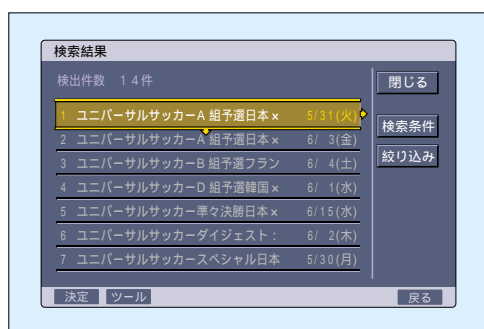 検索結果
検出件数 14件
閉じる
1 ユニバーサルサッカーA 組予選日本× 5/31(火)
検索条件
2 ユニバーサルサッカーA 組予選日本× 6/ 3(金)
絞り込み
3 ユニバーサルサッカーB 組予選フラン 6/ 4(土)
4 ユニバーサルサッカーD 組予選韓国× 6/ 1(水)
5 ユニバーサルサッカー準々決勝日本× 6/15(水)
6 ユニバーサルサッカーダイジェスト: 6/ 2(木)
7 ユニバーサルサッカースペシャル日本 5/30(月)
決定 ツール 戻る